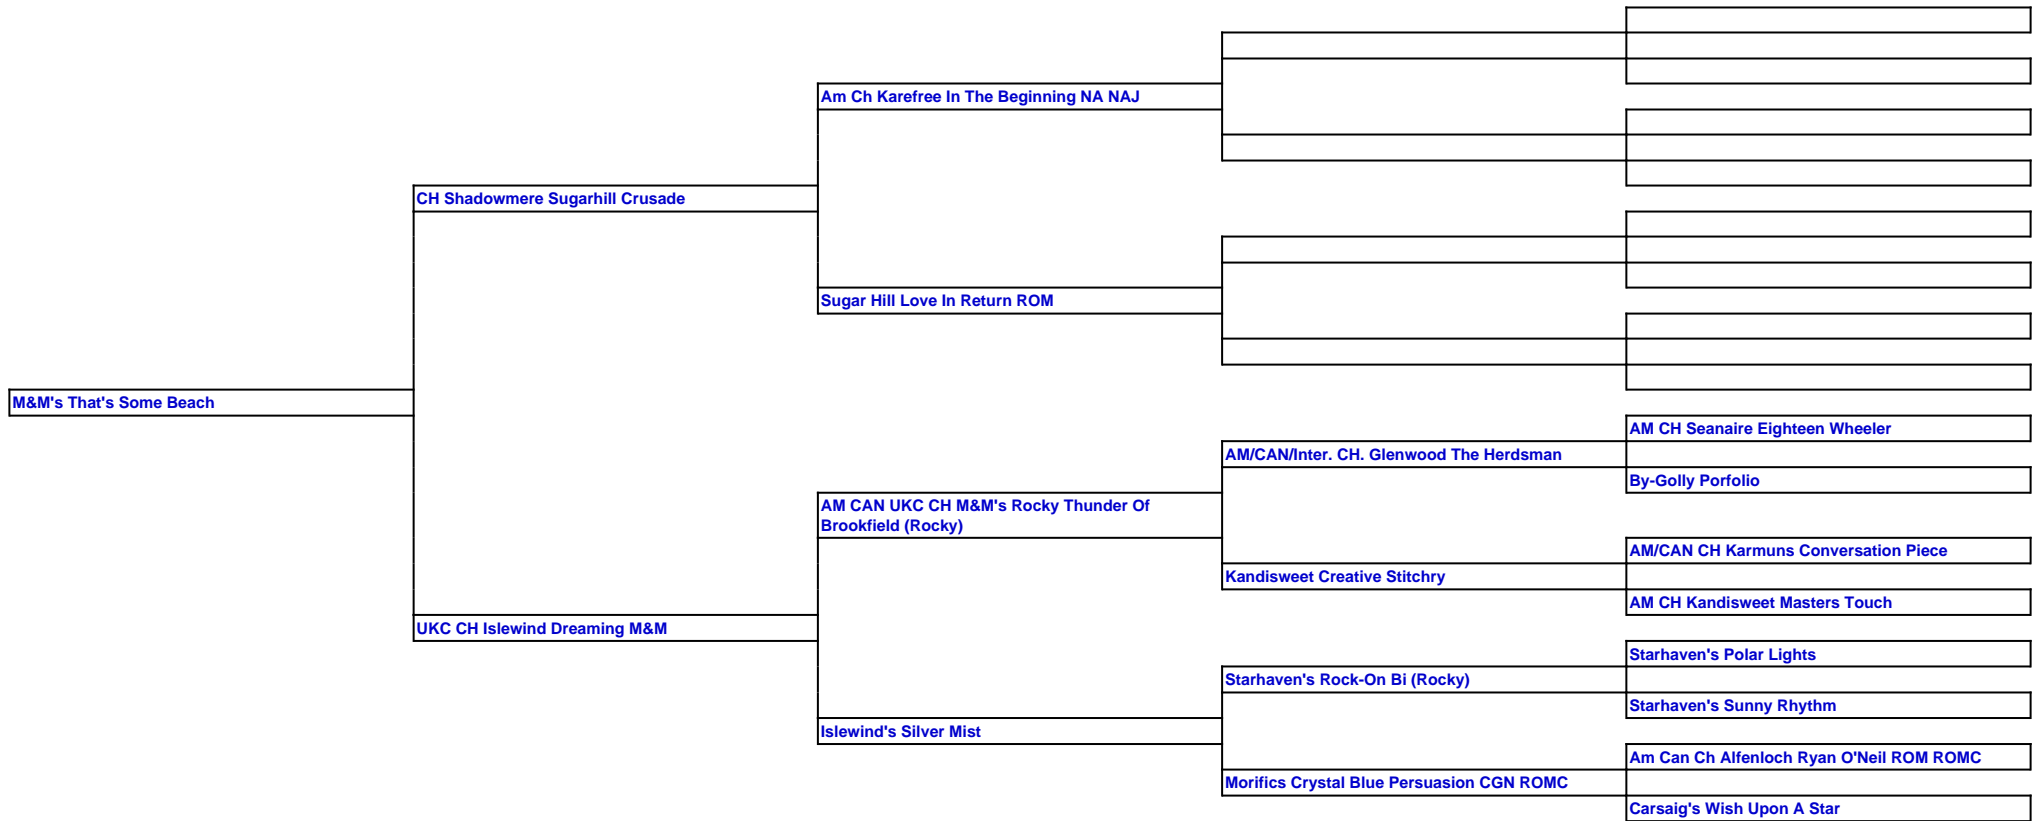 Am Ch Karefree In The Beginning NA NAJ
CH Shadowmere Sugarhill Crusade
Sugar Hill Love In Return ROM
M&M's That's Some Beach
AM CH Seanaire Eighteen Wheeler
AM/CAN/Inter. CH. Glenwood The Herdsman
By-Golly Porfolio
AM CAN UKC CH M&M's Rocky Thunder Of
Brookfield (Rocky)
AM/CAN CH Karmuns Conversation Piece
Kandisweet Creative Stitchry
AM CH Kandisweet Masters Touch
UKC CH Islewind Dreaming M&M
Starhaven's Polar Lights
Starhaven's Rock-On Bi (Rocky)
Starhaven's Sunny Rhythm
Islewind's Silver Mist
Am Can Ch Alfenloch Ryan O'Neil ROM ROMC
Morifics Crystal Blue Persuasion CGN ROMC
Carsaig's Wish Upon A Star